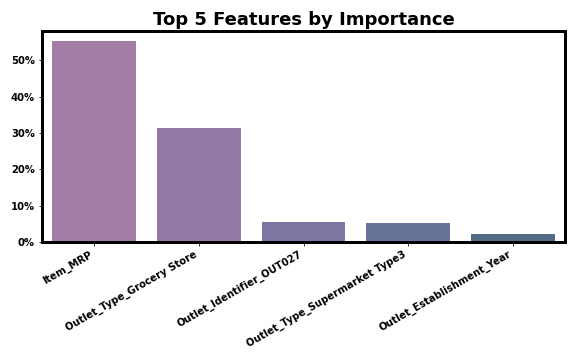 Top 5 Features by Importance
50%
40%
30%
20%
10%
0%
Item_MRP
Outlet_Type_Grocery Store
Outlet_Identifier_OUT027
Outlet_Type_Supermarket Type3
Outlet_Establishment_Year